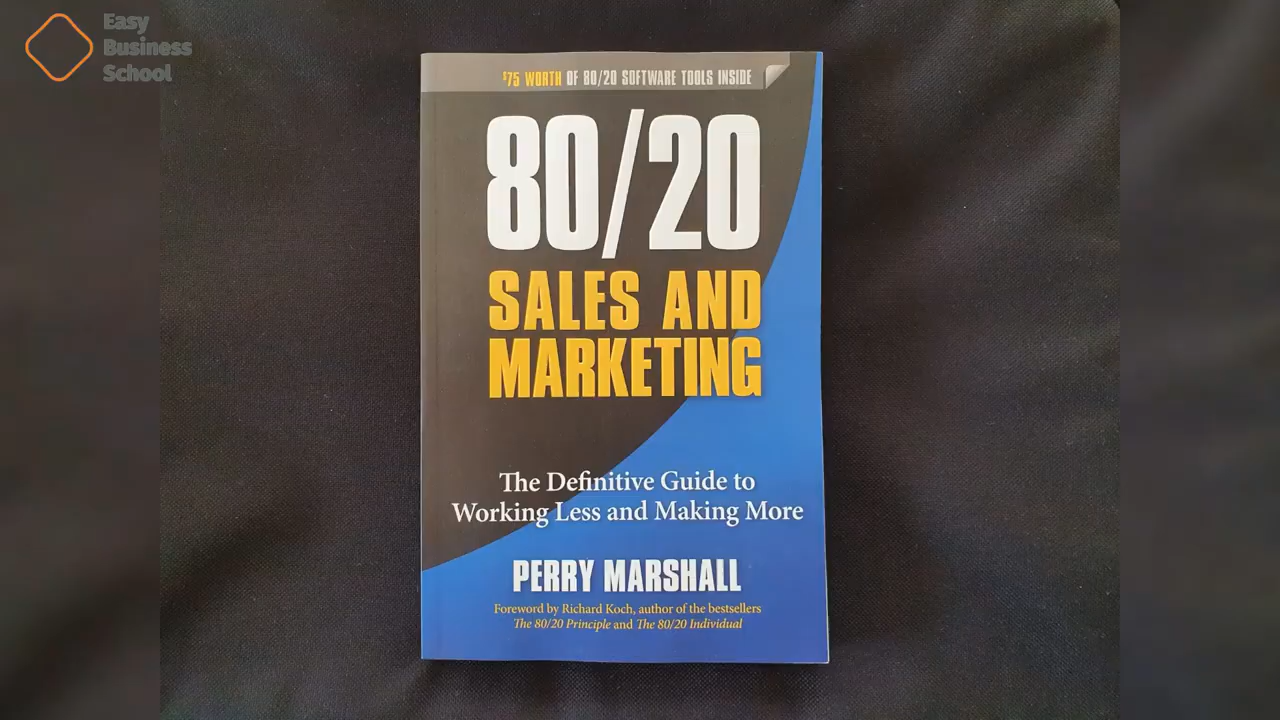 Easy
Business
School
$75 WORTH OF 80/20 SOFTWARE TOOLS INSIDE
80/20
SALES AND
MARKETING
The Definitive Guide to
Working Less and Making More
PERRY MARSHALL
Foreword by Richard Koch, author of the bestsellers
The 80/20 Principle and The 80/20 Individual